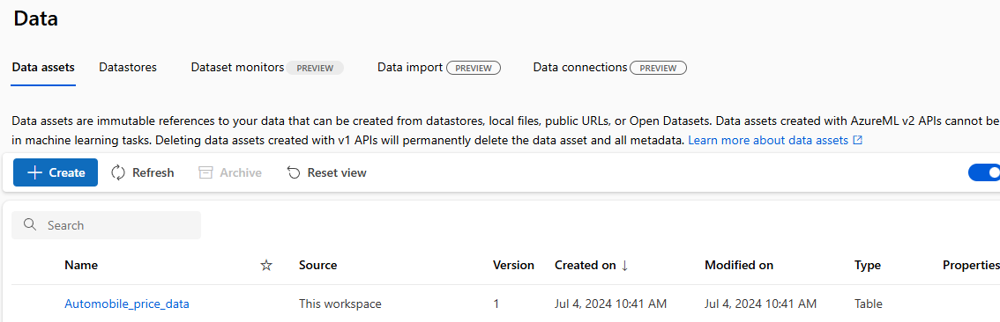 Data
Data assets Datastores Dataset monitors PREVIEW Data import PREVIEW Data connections PREVIEW
Data assets are immutable references to your data that can be created from datastores, local files, public URLs, or Open Datasets. Data assets created with AzureML v2 APIs cannot be
in machine learning tasks. Deleting data assets created with v1 APIs will permanently delete the data asset and all metadata. Learn more about data assets
Create Refresh Archive Reset view
Search
Name Source Version Created on ↓ Modified on Type Properties
Automobile_price_data This workspace 1 Jul 4, 2024 10:41 AM Jul 4, 2024 10:41 AM Table